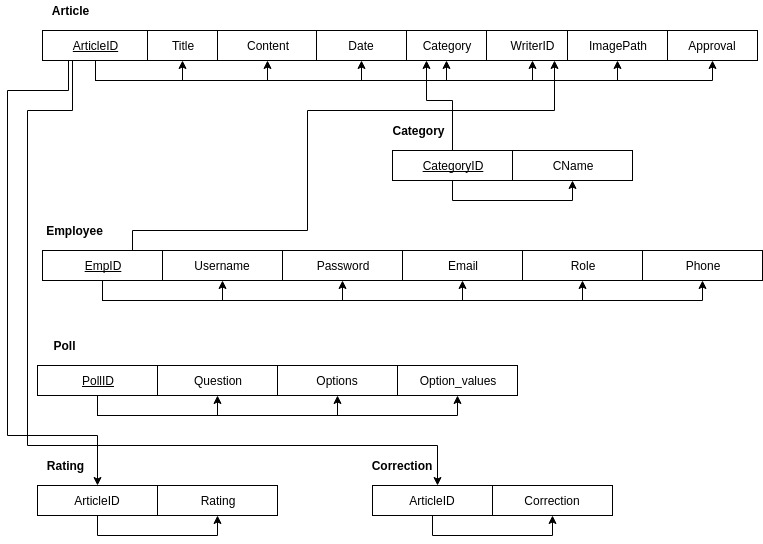 Article
ArticleID Title Content Date Category WriterID ImagePath Approval
Category
CategoryID CName
Employee
EmpID Username Password Email Role Phone
Poll
PollID Question Options Option_values
Rating Correction
ArticleID Rating ArticleID Correction